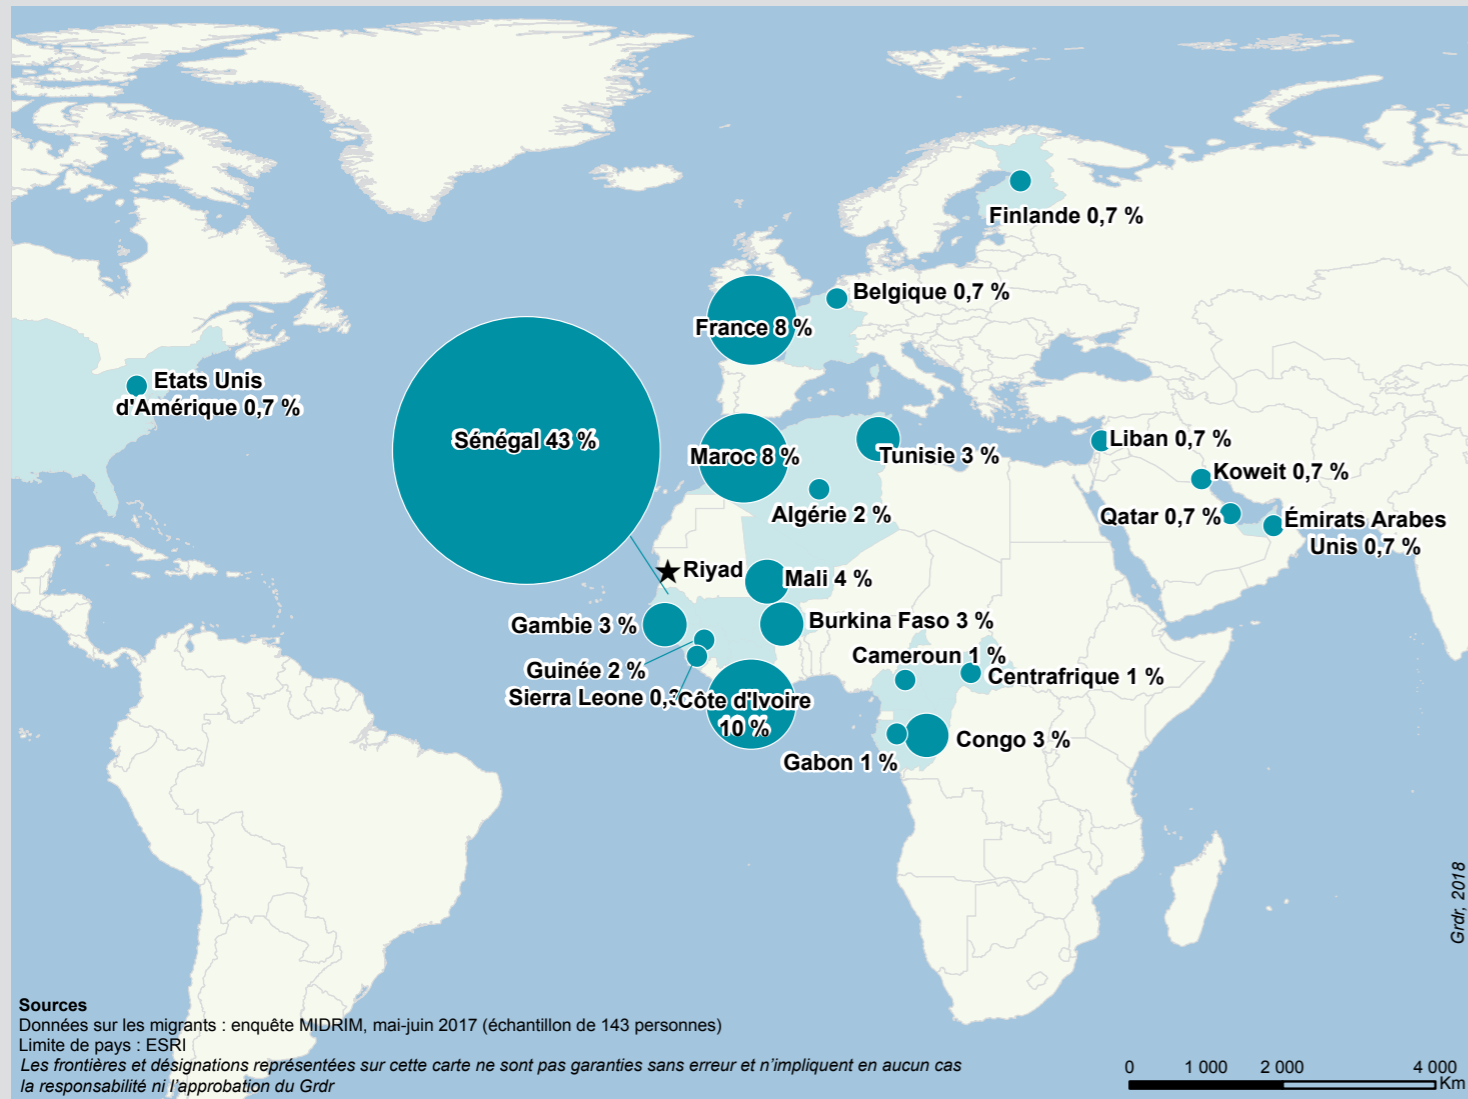 Finlande 0,7 %
Belgique 0,7 %
France 8 %
Etats Unis
d'Amérique 0,7 %
Sénégal 43 %
Maroc 8 %
Tunisie 3 %
Liban 0,7 %
Koweit 0,7 %
Algérie 2 %
Qatar 0,7 %
Émirats Arabes
Unis 0,7 %
Riyad
Mali 4 %
Gambie 3 %
Burkina Faso 3 %
Guinée 2 %
Cameroun 1 %
Centrafrique 1 %
Sierra Leone 0,3
Côte d'Ivoire
10 %
Congo 3 %
Gabon 1 %
Grdr, 2018
Sources
Données sur les migrants : enquête MIDRIM, mai-juin 2017 (échantillon de 143 personnes)
Limite de pays : ESRI
Les frontières et désignations représentées sur cette carte ne sont pas garanties sans erreur et n'impliquent en aucun cas
la responsabilité ni l'approbation du Grdr
0 1 000 2 000 4 000
Km